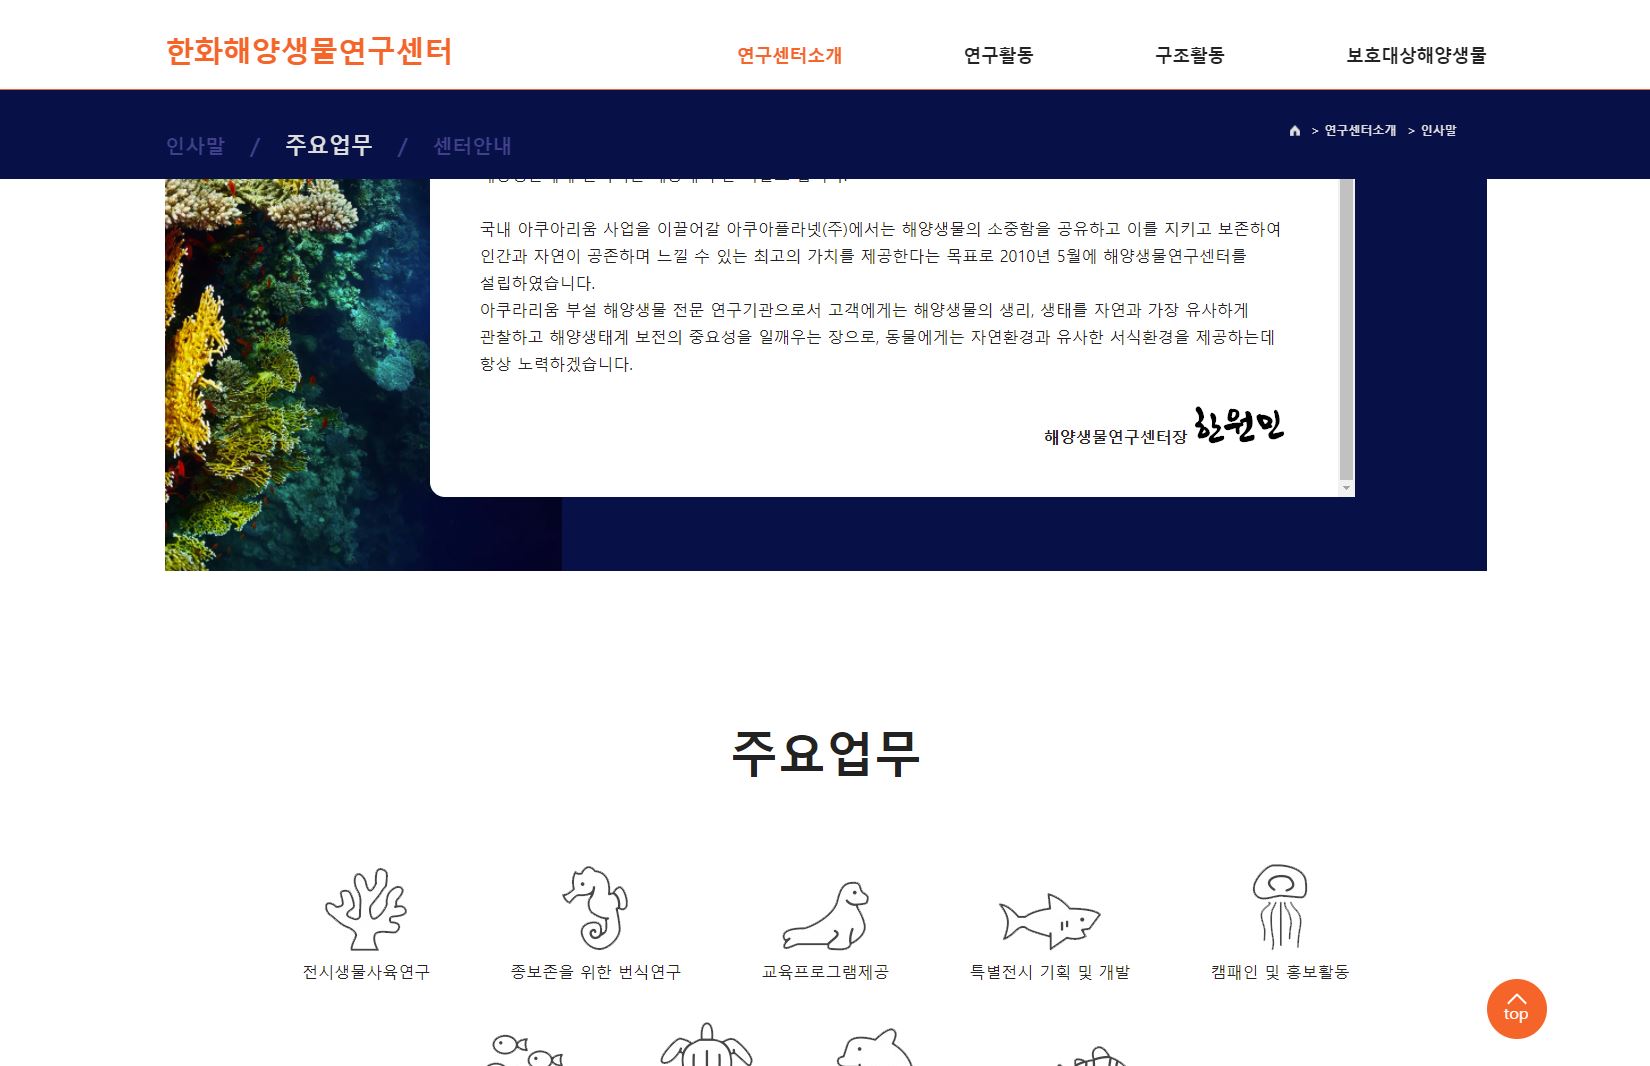 한화해양생물연구센터
연구센터소개 연구활동 구조활동 보호대상해양생물
인사말 / 주요업무 / 센터안내
> 연구센터소개 > 인사말
국내 아쿠아리움 사업을 이끌어갈 아쿠아플라넷(주)에서는 해양생물의 소중함을 공유하고 이를 지키고 보존하여
인간과 자연이 공존하며 느낄 수 있는 최고의 가치를 제공한다는 목표로 2010년 5월에 해양생물연구센터를
설립하였습니다.
아쿠라리움 부설 해양생물 전문 연구기관으로서 고객에게는 해양생물의 생리, 생태를 자연과 가장 유사하게
관찰하고 해양생태계 보전의 중요성을 일깨우는 장으로, 동물에게는 자연환경과 유사한 서식환경을 제공하는데
항상 노력하겠습니다.
해양생물연구센터장 한원민
주요업무
전시생물사육연구 종보존을 위한 번식연구 교육프로그램제공 특별전시 기획 및 개발 캠패인 및 홍보활동
top